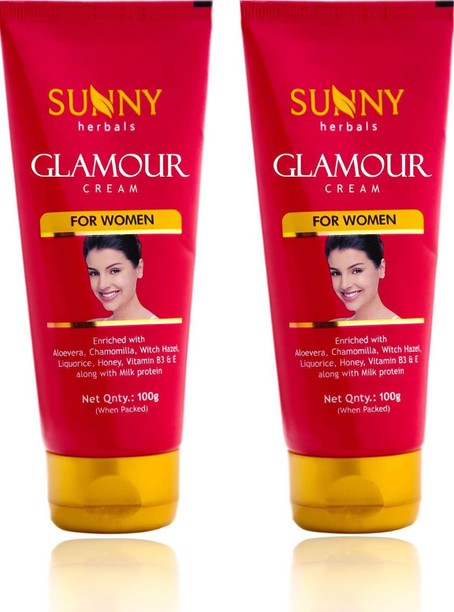 SUNNY
herbals
GLAMOUR
CREAM
FOR WOMEN
Enriched with
Aloevera, Chamomilla, Witch Hazel,
Liquorice, Honey, Vitamin B3 & E
along with Milk protein
Net Qnty.: 100g
(When Packed)
SUNNY
herbals
GLAMOUR
CREAM
FOR WOMEN
Enriched with
Aloevera, Chamomilla, Witch Hazel,
Liquorice, Honey, Vitamin B3 & E
along with Milk protein
Net Qnty.: 100g
(When Packed)